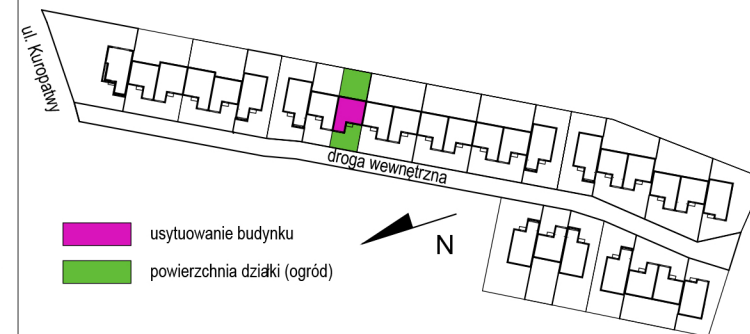 ul. Kuropatwy
droga wewnętrzna
usytuowanie budynku
N
powierzchnia działki (ogród)